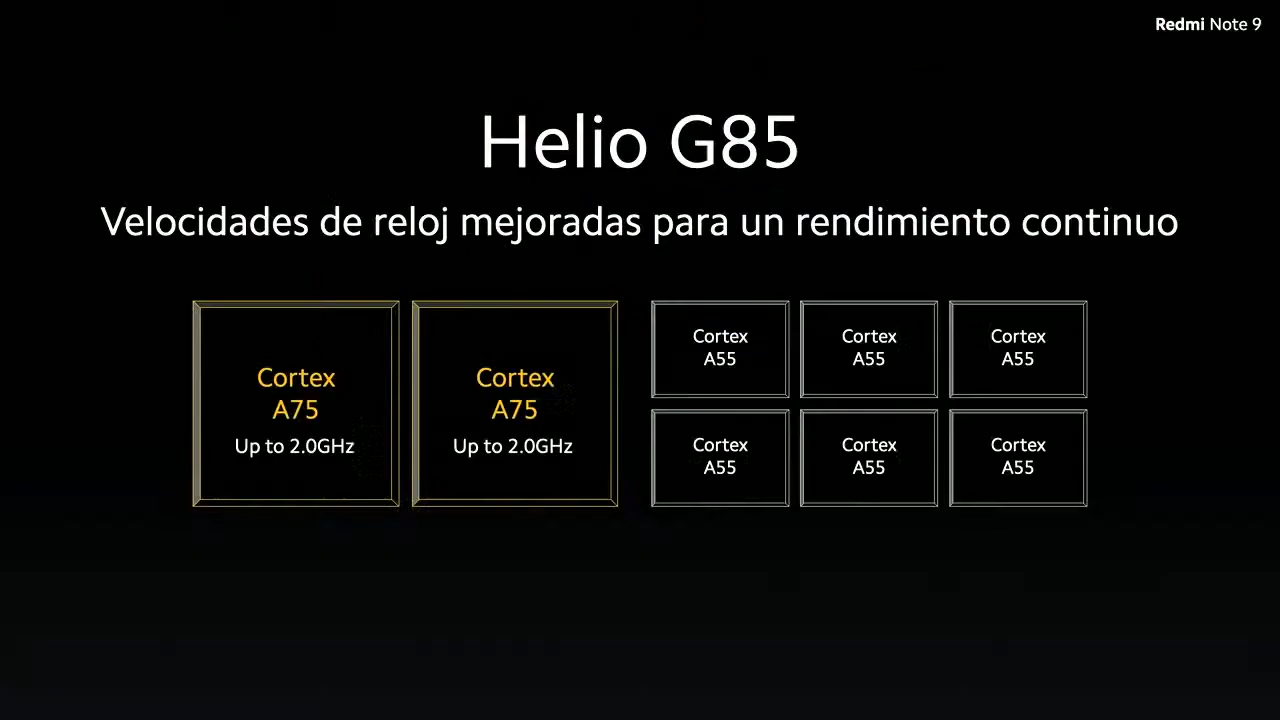 Redmi Note 9
Helio G85
Velocidades de reloj mejoradas para un rendimiento continuo
Cortex
A75
Up to 2.0GHz
Cortex
A75
Up to 2.0GHz
Cortex
A55
Cortex
A55
Cortex
A55
Cortex
A55
Cortex
A55
Cortex
A55